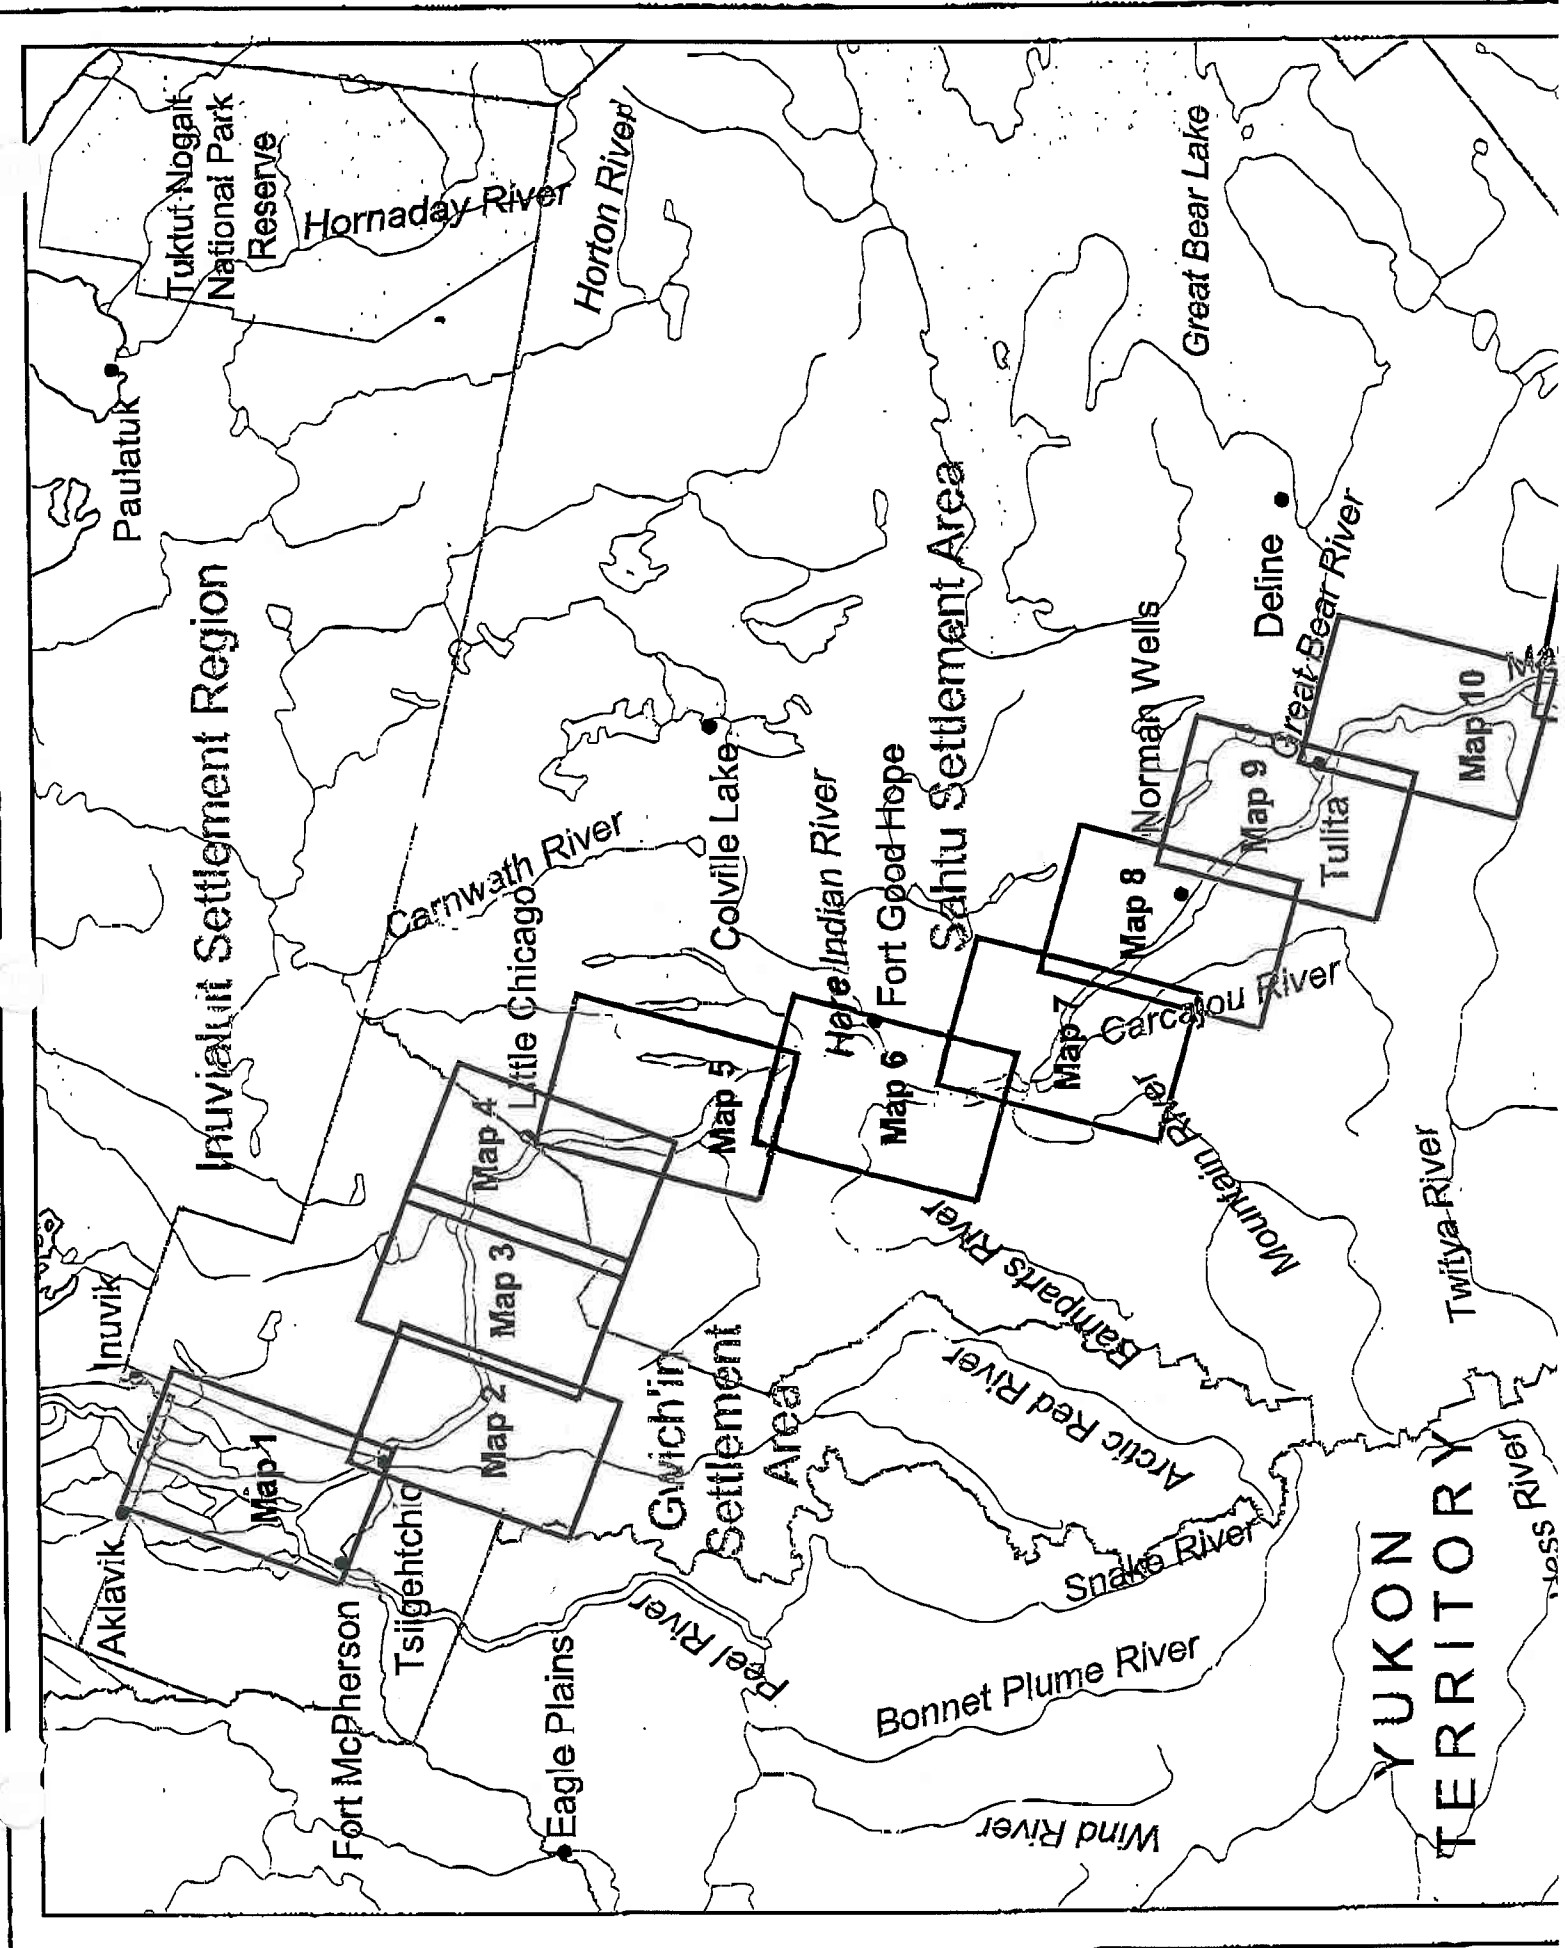 Tuktut Nogait
National Park
Reserve
Hornaday River
Horton River
Great Bear Lake
Paulatuk
Inuvialuit Settlement Region
Sahtu Settlement Area
Deline
Great Bear River
Norman Wells
Colville Lake
Carnwath River
Little Chicago
Hare Indian River
Fort Good Hope
Map 10
Map 9
Tulita
Map 8
Carcajou River
Map 7
Map 6
Map 5
Map 4
Map 3
Map 2
Map 1
Inuvik
Aklavik
Fort McPherson
Tsiigehtchic
Eagle Plains
Gwich'in
Settlement
Area
Peel River
Ramparts River
Mountain River
Arctic Red River
Snake River
Bonnet Plume River
Wind River
Twitya River
YUKON
TERRITORY
River